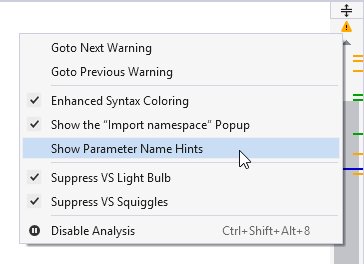 Goto Next Warning
Goto Previous Warning
Enhanced Syntax Coloring
Show the “Import namespace” Popup
Show Parameter Name Hints
Suppress VS Light Bulb
Suppress VS Squiggles
Disable Analysis Ctrl+Shift+Alt+8